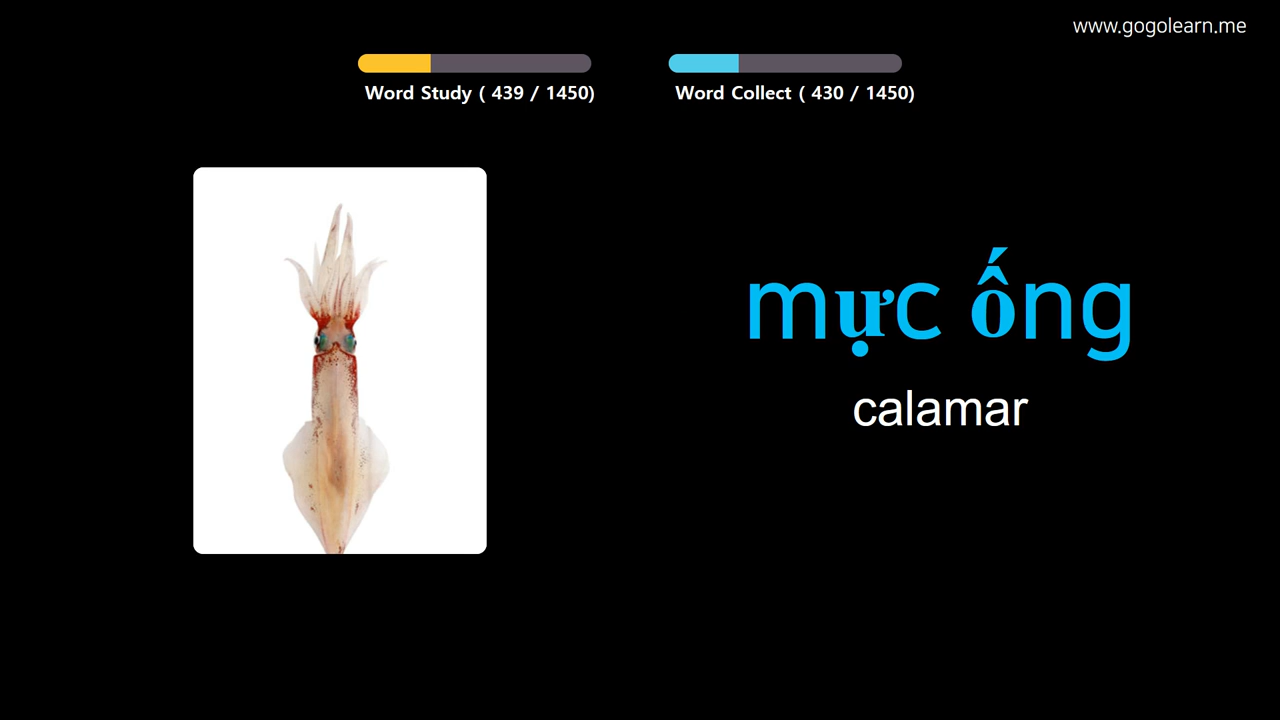 www.gogolearn.me
Word Study ( 439 / 1450)
Word Collect ( 430 / 1450)
mực ống
calamar